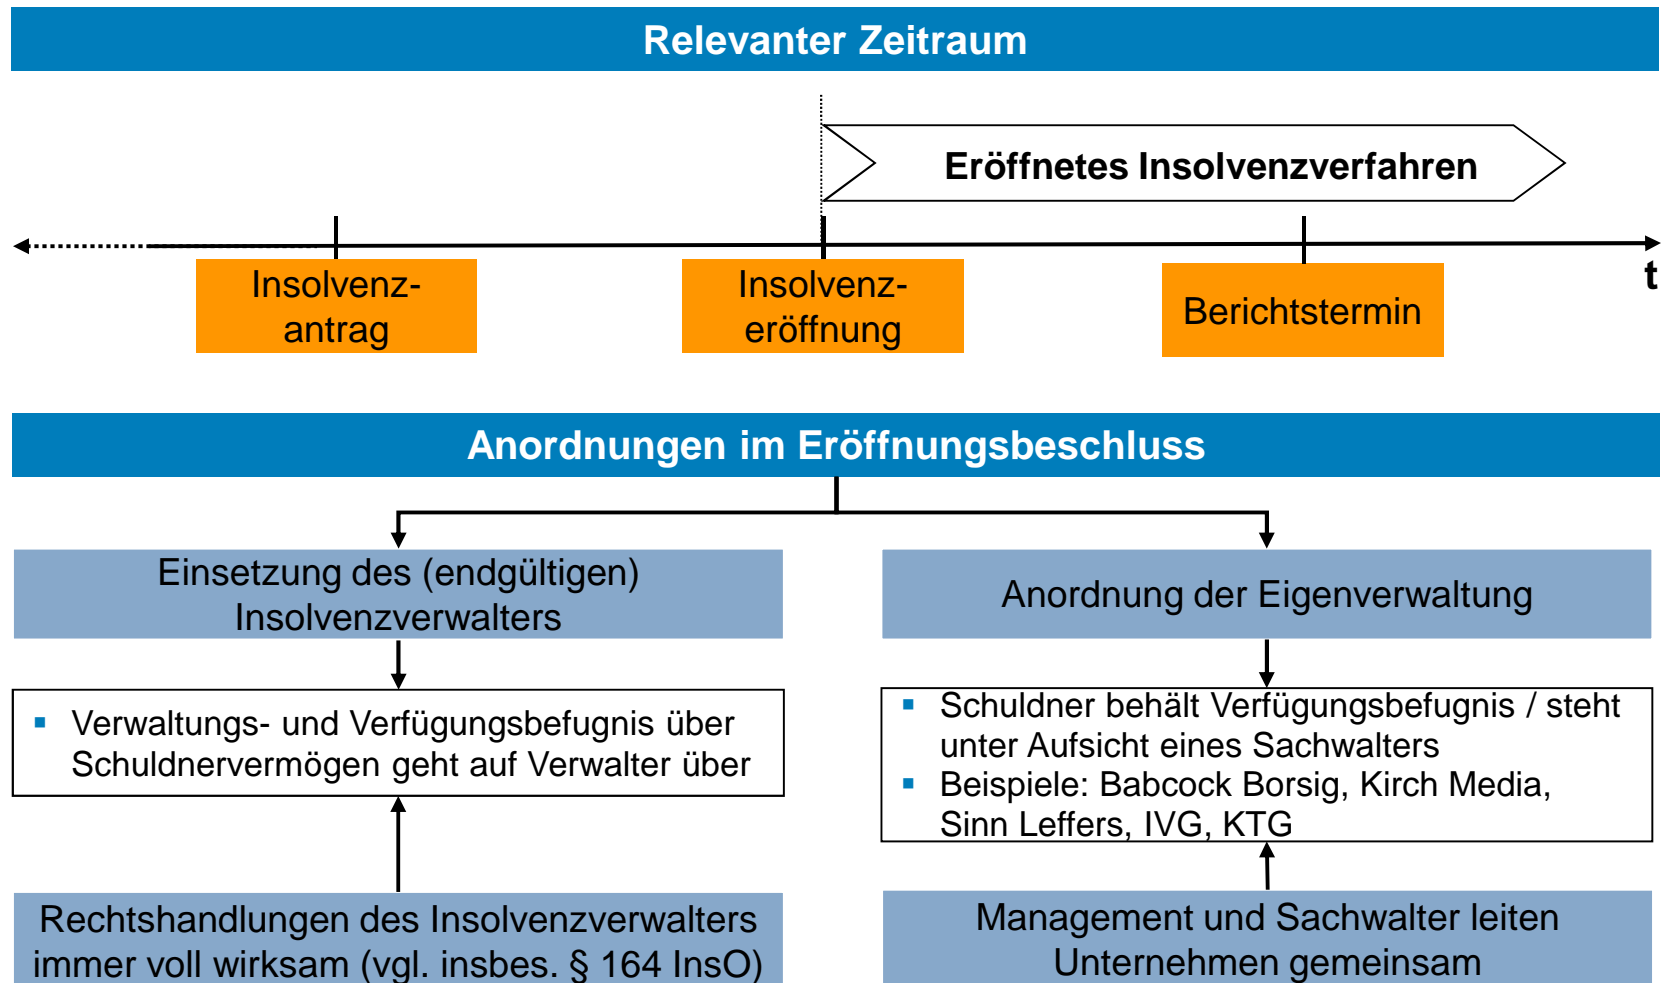 Relevanter Zeitraum
Eröffnetes Insolvenzverfahren
t
Insolvenz-
antrag
Insolvenz-
eröffnung
Berichtstermin
Anordnungen im Eröffnungsbeschluss
Einsetzung des (endgültigen)
Insolvenzverwalters
Anordnung der Eigenverwaltung
▪ Verwaltungs- und Verfügungsbefugnis über
Schuldnervermögen geht auf Verwalter über
▪ Schuldner behält Verfügungsbefugnis / steht
unter Aufsicht eines Sachwalters
▪ Beispiele: Babcock Borsig, Kirch Media,
Sinn Leffers, IVG, KTG
Rechtshandlungen des Insolvenzverwalters
immer voll wirksam (vgl. insbes. § 164 InsO)
Management und Sachwalter leiten
Unternehmen gemeinsam